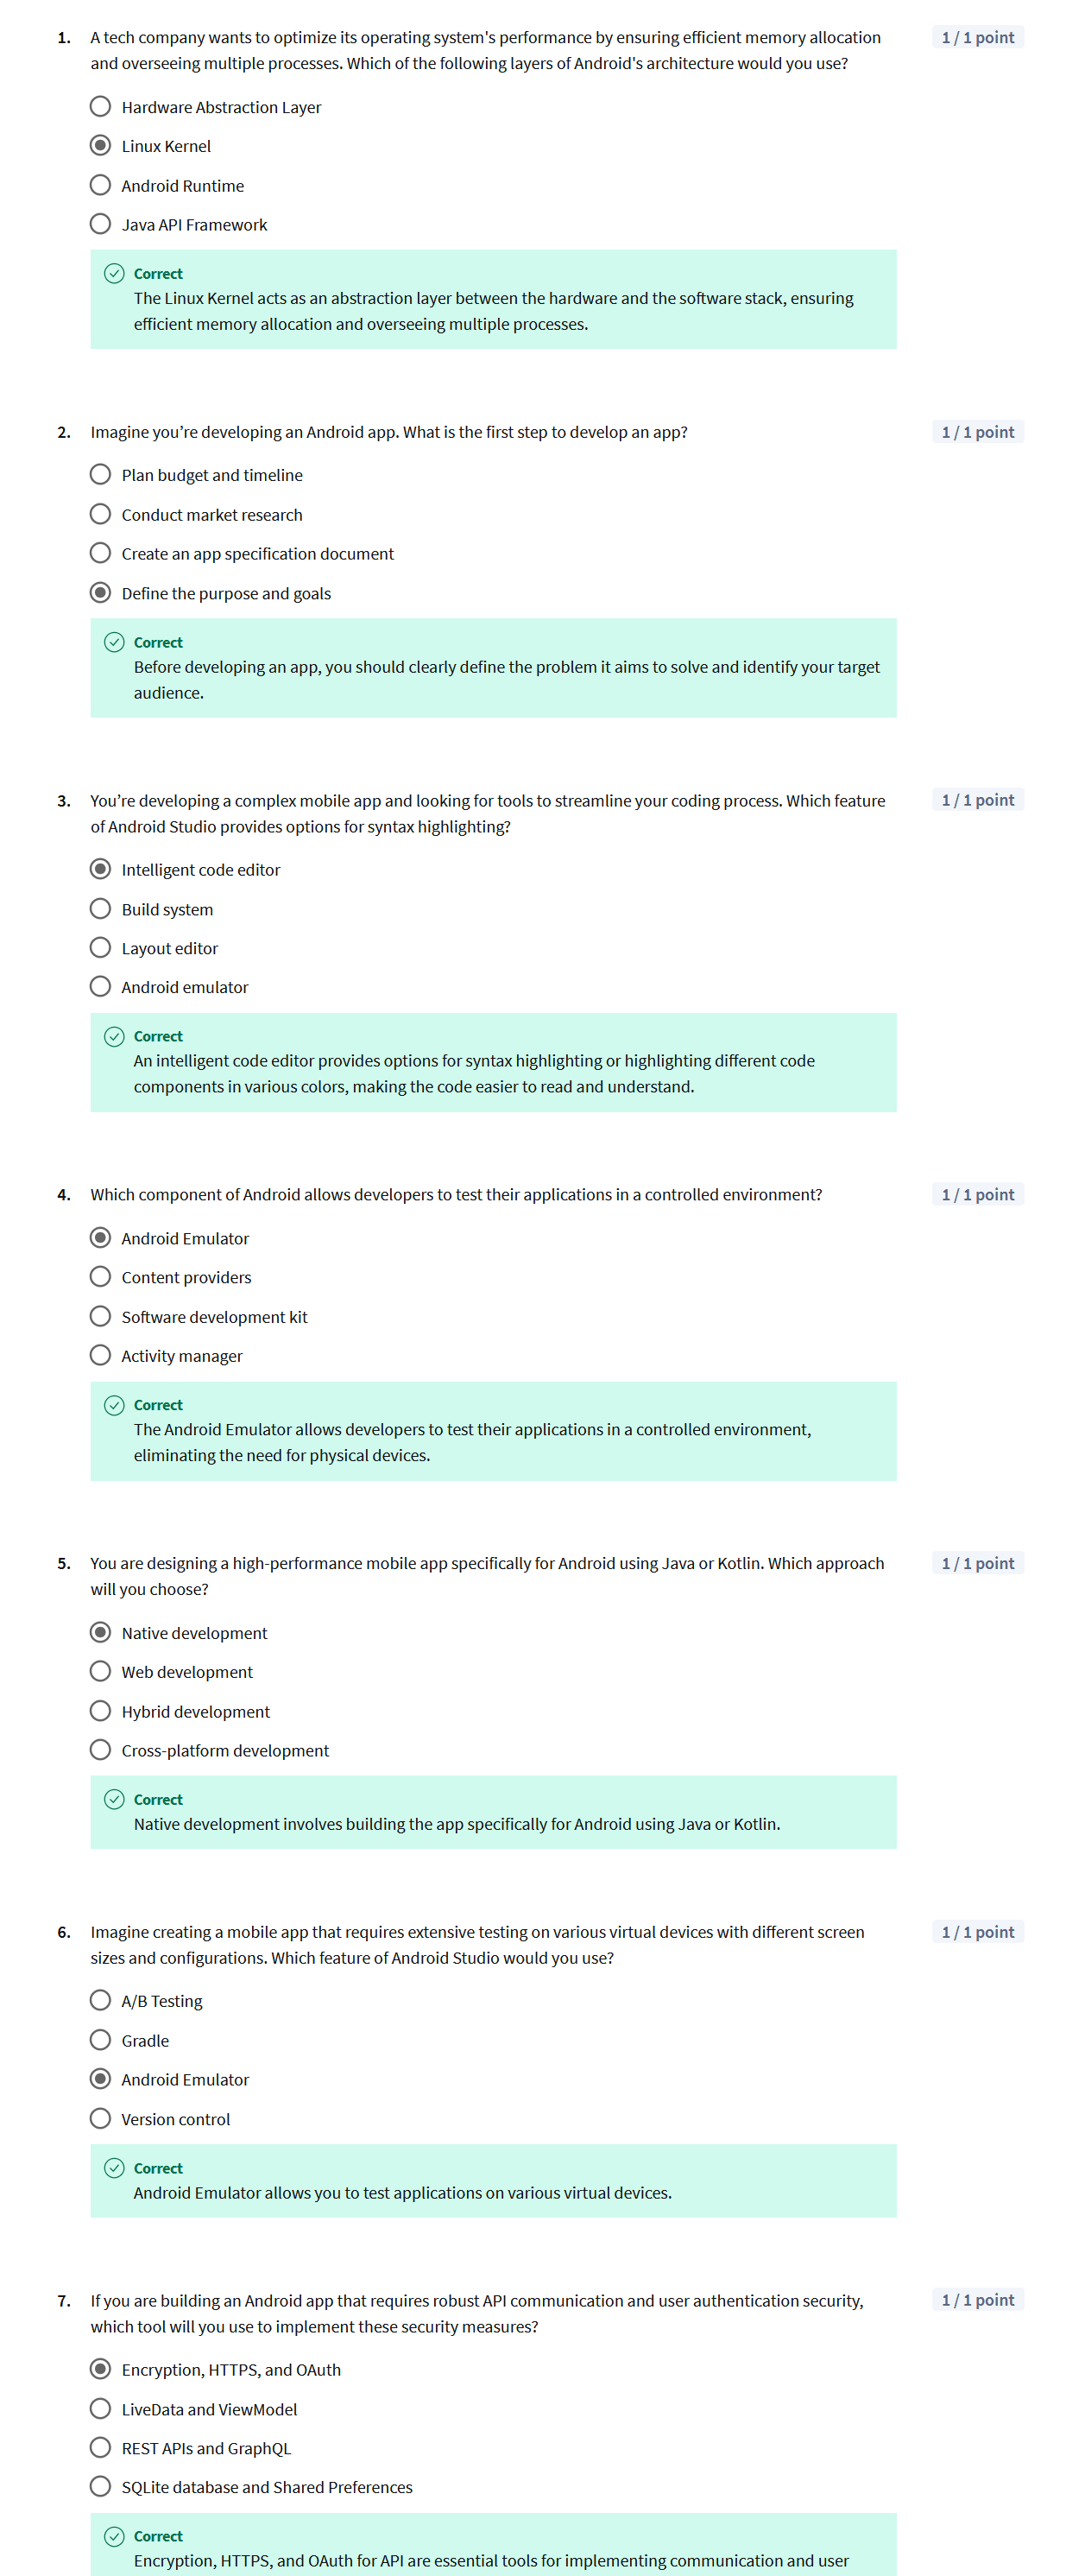 1. A tech company wants to optimize its operating system's performance by ensuring efficient memory allocation 1 / 1 point
and overseeing multiple processes. Which of the following layers of Android's architecture would you use?
Hardware Abstraction Layer
Linux Kernel
Android Runtime
Java API Framework
Correct
The Linux Kernel acts as an abstraction layer between the hardware and the software stack, ensuring
efficient memory allocation and overseeing multiple processes.
2. Imagine you’re developing an Android app. What is the first step to develop an app? 1 / 1 point
Plan budget and timeline
Conduct market research
Create an app specification document
Define the purpose and goals
Correct
Before developing an app, you should clearly define the problem it aims to solve and identify your target
audience.
3. You’re developing a complex mobile app and looking for tools to streamline your coding process. Which feature 1 / 1 point
of Android Studio provides options for syntax highlighting?
Intelligent code editor
Build system
Layout editor
Android emulator
Correct
An intelligent code editor provides options for syntax highlighting or highlighting different code
components in various colors, making the code easier to read and understand.
4. Which component of Android allows developers to test their applications in a controlled environment? 1 / 1 point
Android Emulator
Content providers
Software development kit
Activity manager
Correct
The Android Emulator allows developers to test their applications in a controlled environment,
eliminating the need for physical devices.
5. You are designing a high-performance mobile app specifically for Android using Java or Kotlin. Which approach 1 / 1 point
will you choose?
Native development
Web development
Hybrid development
Cross-platform development
Correct
Native development involves building the app specifically for Android using Java or Kotlin.
6. Imagine creating a mobile app that requires extensive testing on various virtual devices with different screen 1 / 1 point
sizes and configurations. Which feature of Android Studio would you use?
A/B Testing
Gradle
Android Emulator
Version control
Correct
Android Emulator allows you to test applications on various virtual devices.
7. If you are building an Android app that requires robust API communication and user authentication security, 1 / 1 point
which tool will you use to implement these security measures?
Encryption, HTTPS, and OAuth
LiveData and ViewModel
REST APIs and GraphQL
SQLite database and Shared Preferences
Correct
Encryption, HTTPS, and OAuth for API are essential tools for implementing communication and user